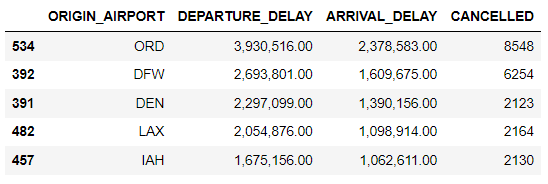 ORIGIN_AIRPORT DEPARTURE_DELAY ARRIVAL_DELAY CANCELLED
534 ORD 3,930,516.00 2,378,583.00 8548
392 DFW 2,693,801.00 1,609,675.00 6254
391 DEN 2,297,099.00 1,390,156.00 2123
482 LAX 2,054,876.00 1,098,914.00 2164
457 IAH 1,675,156.00 1,062,611.00 2130